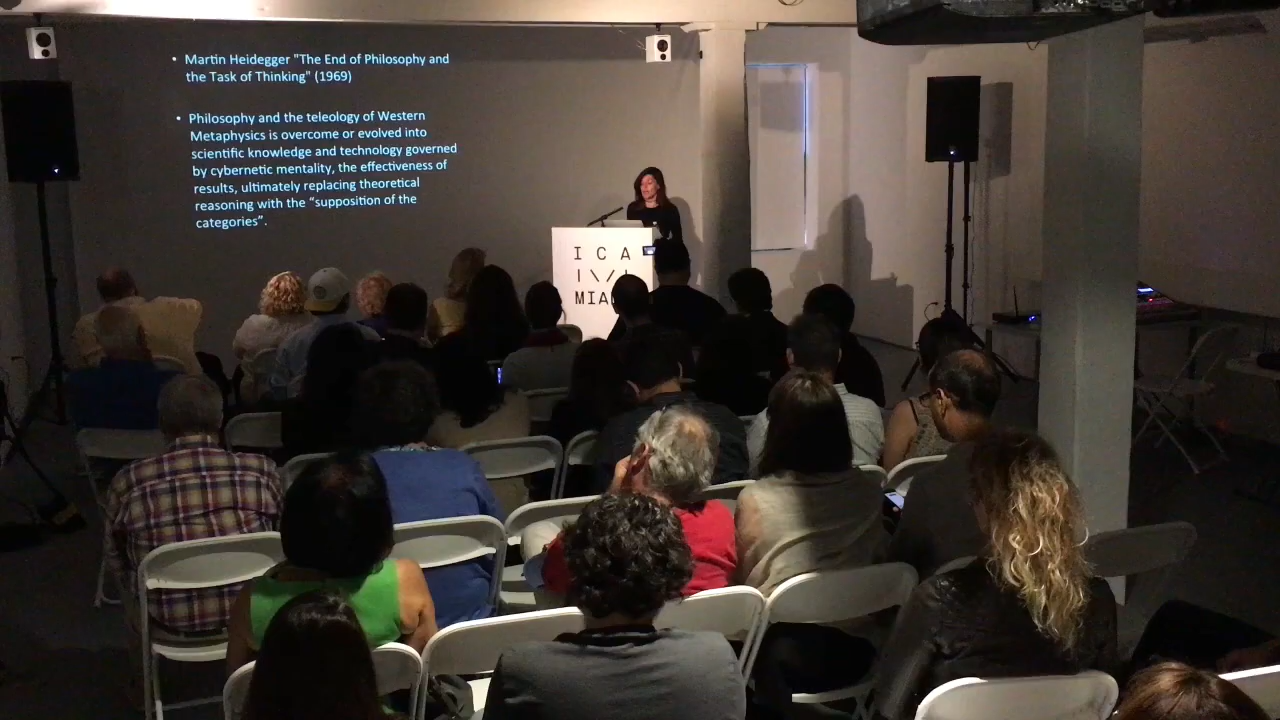 • Martin Heidegger "The End of Philosophy and
the Task of Thinking" (1969)
• Philosophy and the teleology of Western
Metaphysics is overcome or evolved into
scientific knowledge and technology governed
by cybernetic mentality, the effectiveness of
results, ultimately replacing theoretical
reasoning with the “supposition of the
categories”.
I C A
I\/I
MIA